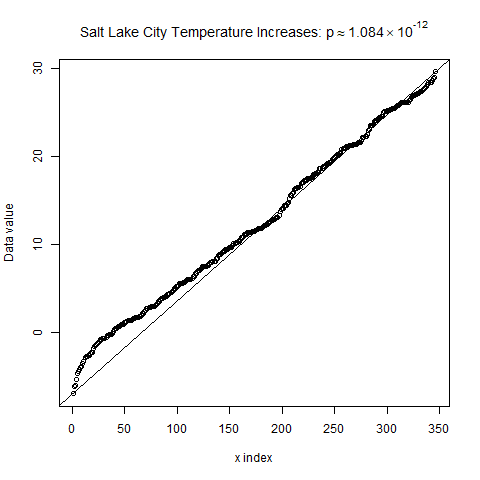 Salt Lake City Temperature Increases: p ≈ 1.084 × 10^-12
30
20
10
0
Data value
0 50 100 150 200 250 300 350
x index